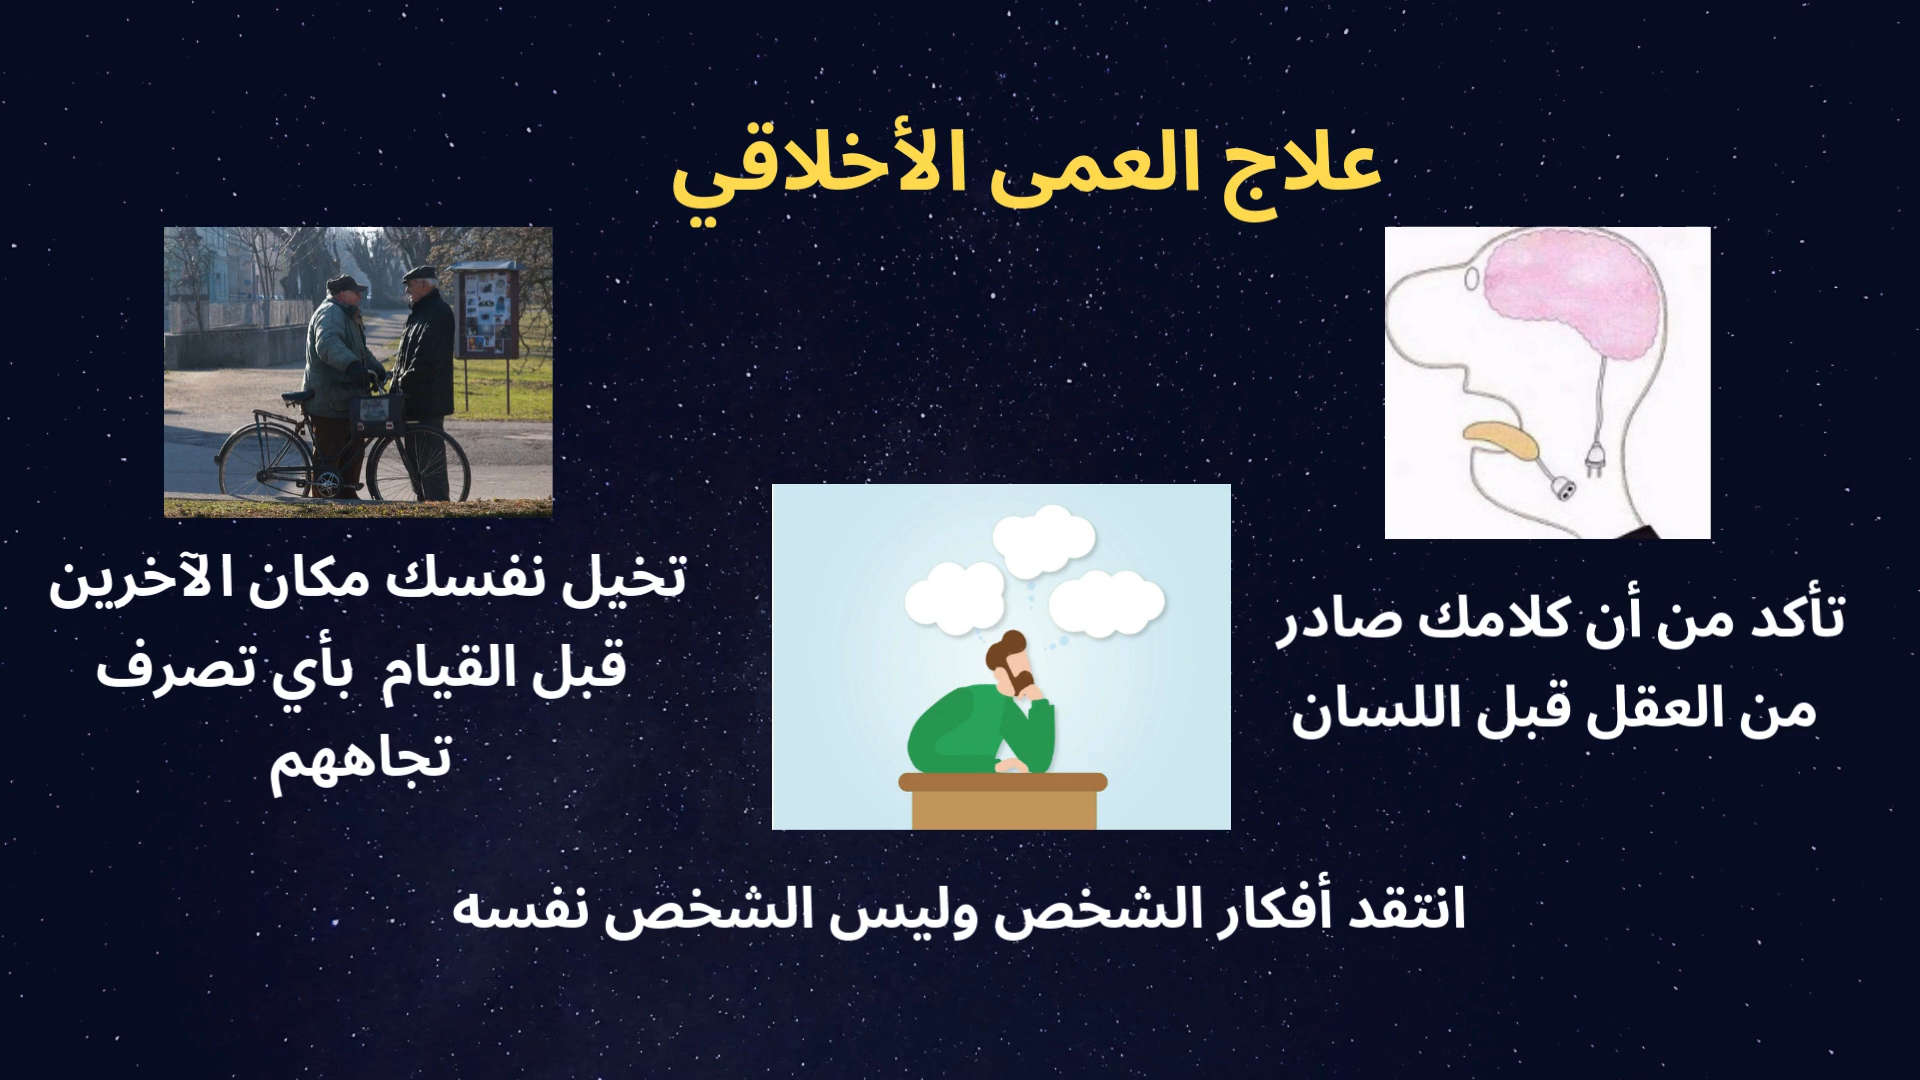 علاج العمى الأخلاقي
تأكد من أن كلامك صادر
من العقل قبل اللسان
تخيل نفسك مكان الآخرين
قبل القيام بأي تصرف
تجاههم
انتقد أفكار الشخص وليس الشخص نفسه